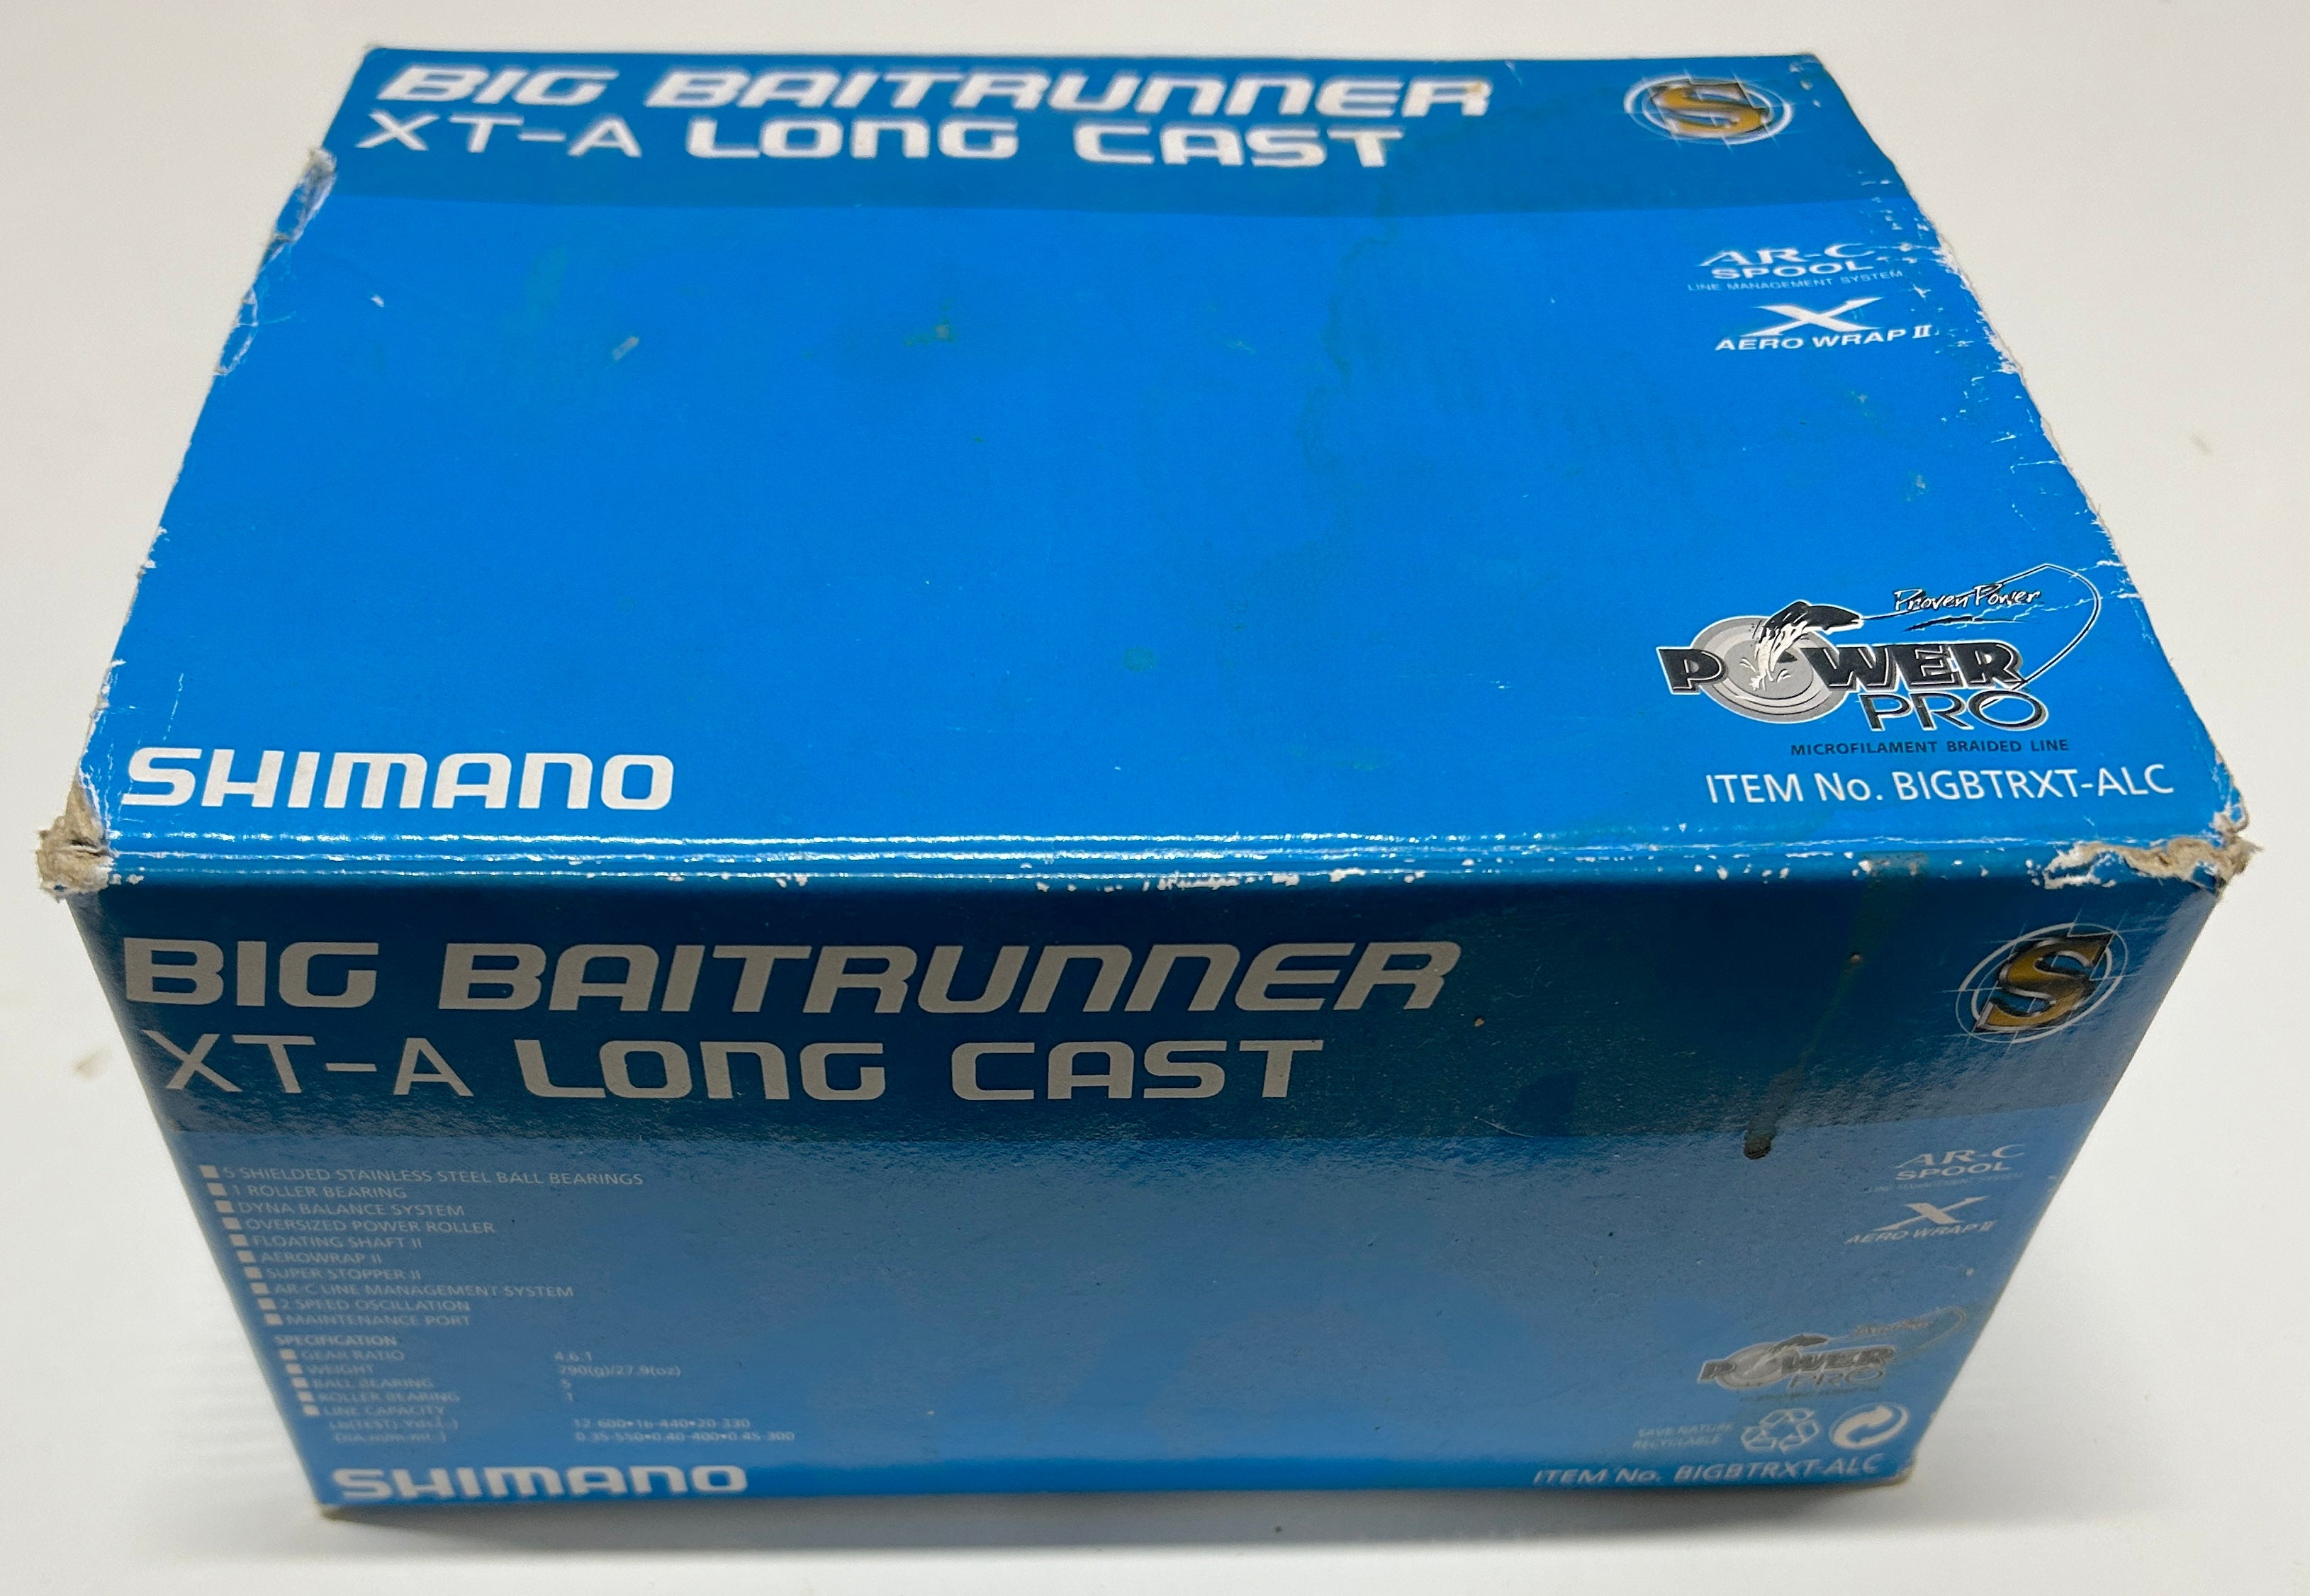 BIG BAITRUNNER
XT-A LONG CAST
S
AR-C
SPOOL
LINE MANAGEMENT SYSTEM
X
AERO WRAP II
Proven Power
POWER
PRO
MICROFILAMENT BRAIDED LINE
SHIMANO
ITEM No. BIGBTRXT-ALC
BIG BAITRUNNER
XT-A LONG CAST
S
5 SHIELDED STAINLESS STEEL BALL BEARINGS
1 ROLLER BEARING
DYNA BALANCE SYSTEM
OVERSIZED POWER ROLLER
FLOATING SHAFT II
AEROWRAP II
SUPER STOPPER II
AR-C LINE MANAGEMENT SYSTEM
2 SPEED OSCILLATION
MAINTENANCE PORT
SPECIFICATION
GEAR RATIO 4.6:1
WEIGHT 790(g)/27.9(oz)
BALL BEARING 5
ROLLER BEARING 1
LINE CAPACITY
12-600•16-440•20-330
0.35-550•0.40-400•0.45-300
AR-C
SPOOL
X
AERO WRAP II
POWER
PRO
SAVE NATURE
RECYCLABLE
SHIMANO
ITEM No. BIGBTRXT-ALC